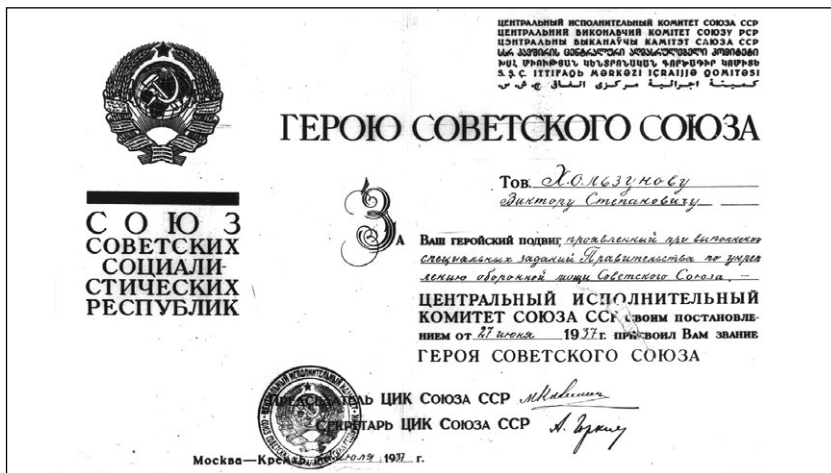 ЦЕНТРАЛЬНЫЙ ИСПОЛНИТЕЛЬНЫЙ КОМИТЕТ СОЮЗА ССР
ЦЕНТРАЛЬНИЙ ВИКОНАВЧИЙ КОМІТЕТ СОЮЗУ РСР
ЦЭНТРАЛЬНЫ ВЫКАНАЎЧЫ КАМІТЭТ САЮЗА ССР
S.S.C. ITTIFAQЬ MƏRKƏZI IÇRAIJJƏ QOMITƏSI
ГЕРОЮ СОВЕТСКОГО СОЮЗА
СОЮЗ
СОВЕТСКИХ
СОЦИАЛИ-
СТИЧЕСКИХ
РЕСПУБЛИК
Тов. Хользунову
Виктору Степановичу
За Ваш геройский подвиг, проявленный при выполнении
специальных заданий Правительства по укреп
лению оборонной мощи Советского Союза, —
ЦЕНТРАЛЬНЫЙ ИСПОЛНИТЕЛЬНЫЙ
КОМИТЕТ СОЮЗА ССР своим постановле-
нием от 27 июня 1937 г. присвоил Вам звание
ГЕРОЯ СОВЕТСКОГО СОЮЗА
Председатель ЦИК Союза ССР М Калинин
Секретарь ЦИК Союза ССР А. Горкин
Москва—Кремль июля 1937 г.